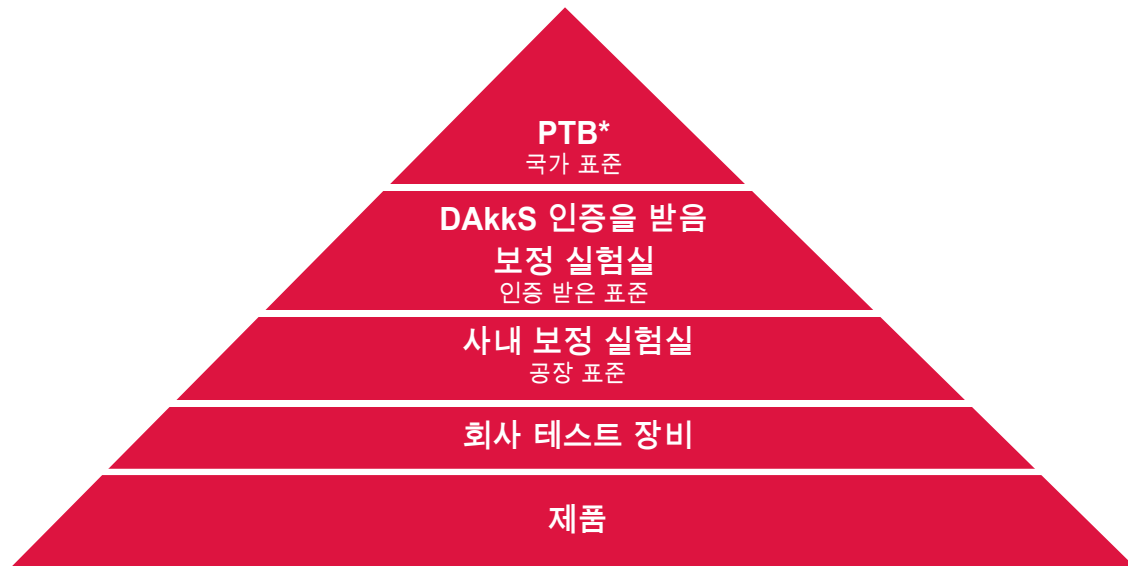 PTB*
국가 표준
DAkkS 인증을 받음
보정 실험실
인증 받은 표준
사내 보정 실험실
공장 표준
회사 테스트 장비
제품